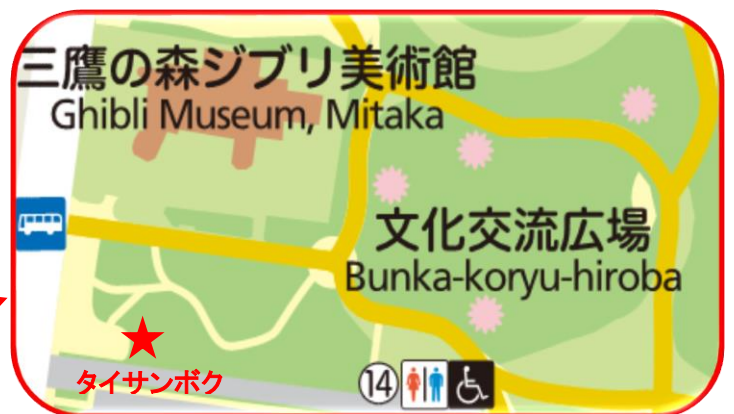 三鷹の森ジブリ美術館
Ghibli Museum, Mitaka
文化交流広場
Bunka-koryu-hiroba
タイサンボク
⑭